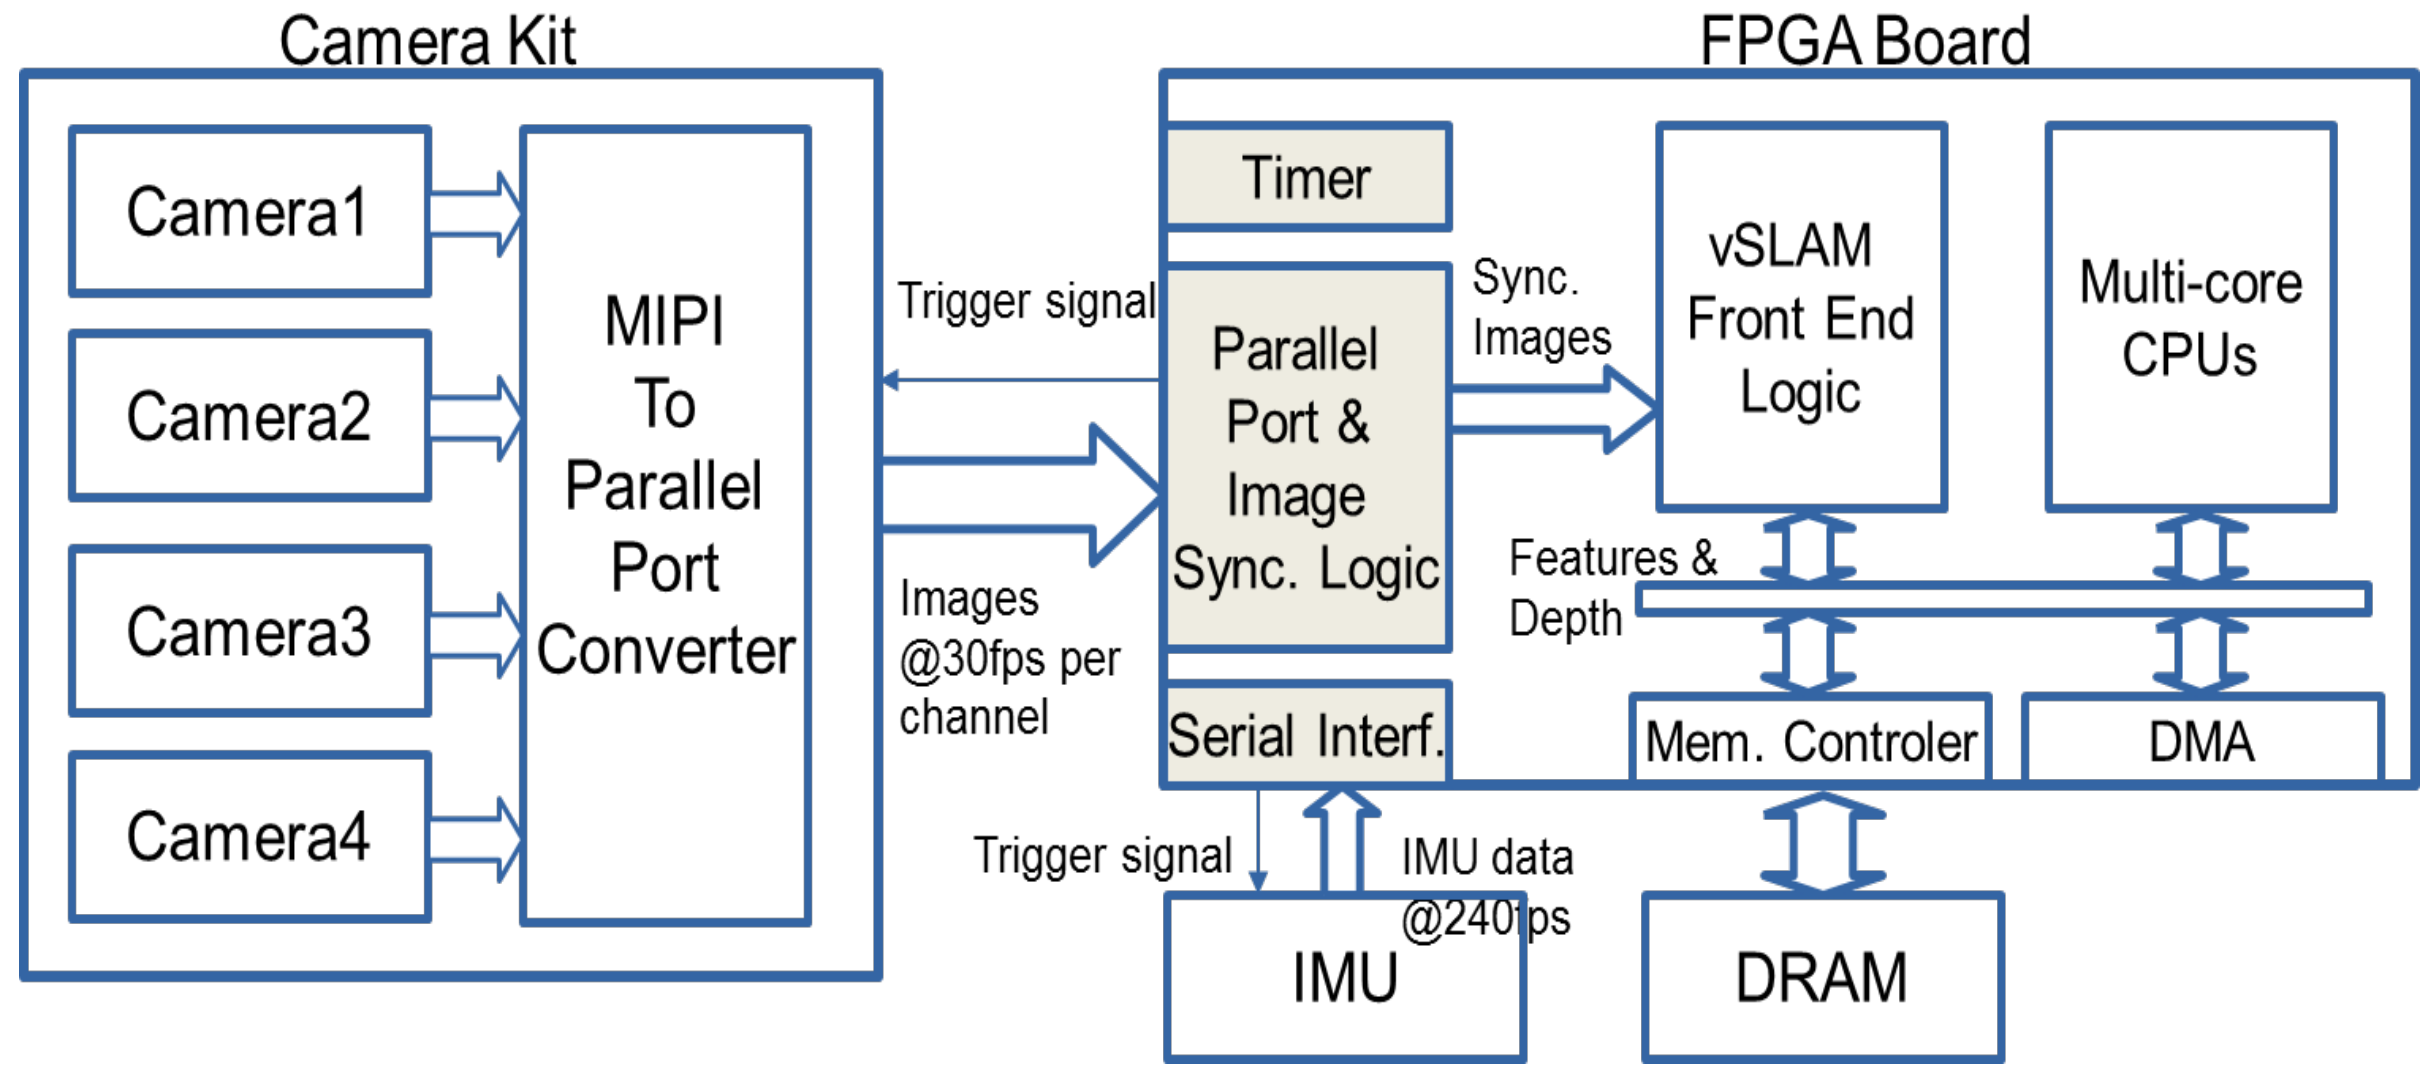 Camera Kit
FPGA Board
Camera1
Camera2
Camera3
Camera4
MIPI
To
Parallel
Port
Converter
Trigger signal
Images
@30fps per
channel
Timer
Parallel
Port &
Image
Sync. Logic
Serial Interf.
Sync.
Images
vSLAM
Front End
Logic
Multi-core
CPUs
Features &
Depth
Mem. Controler
DMA
Trigger signal
IMU data
@240fps
IMU
DRAM